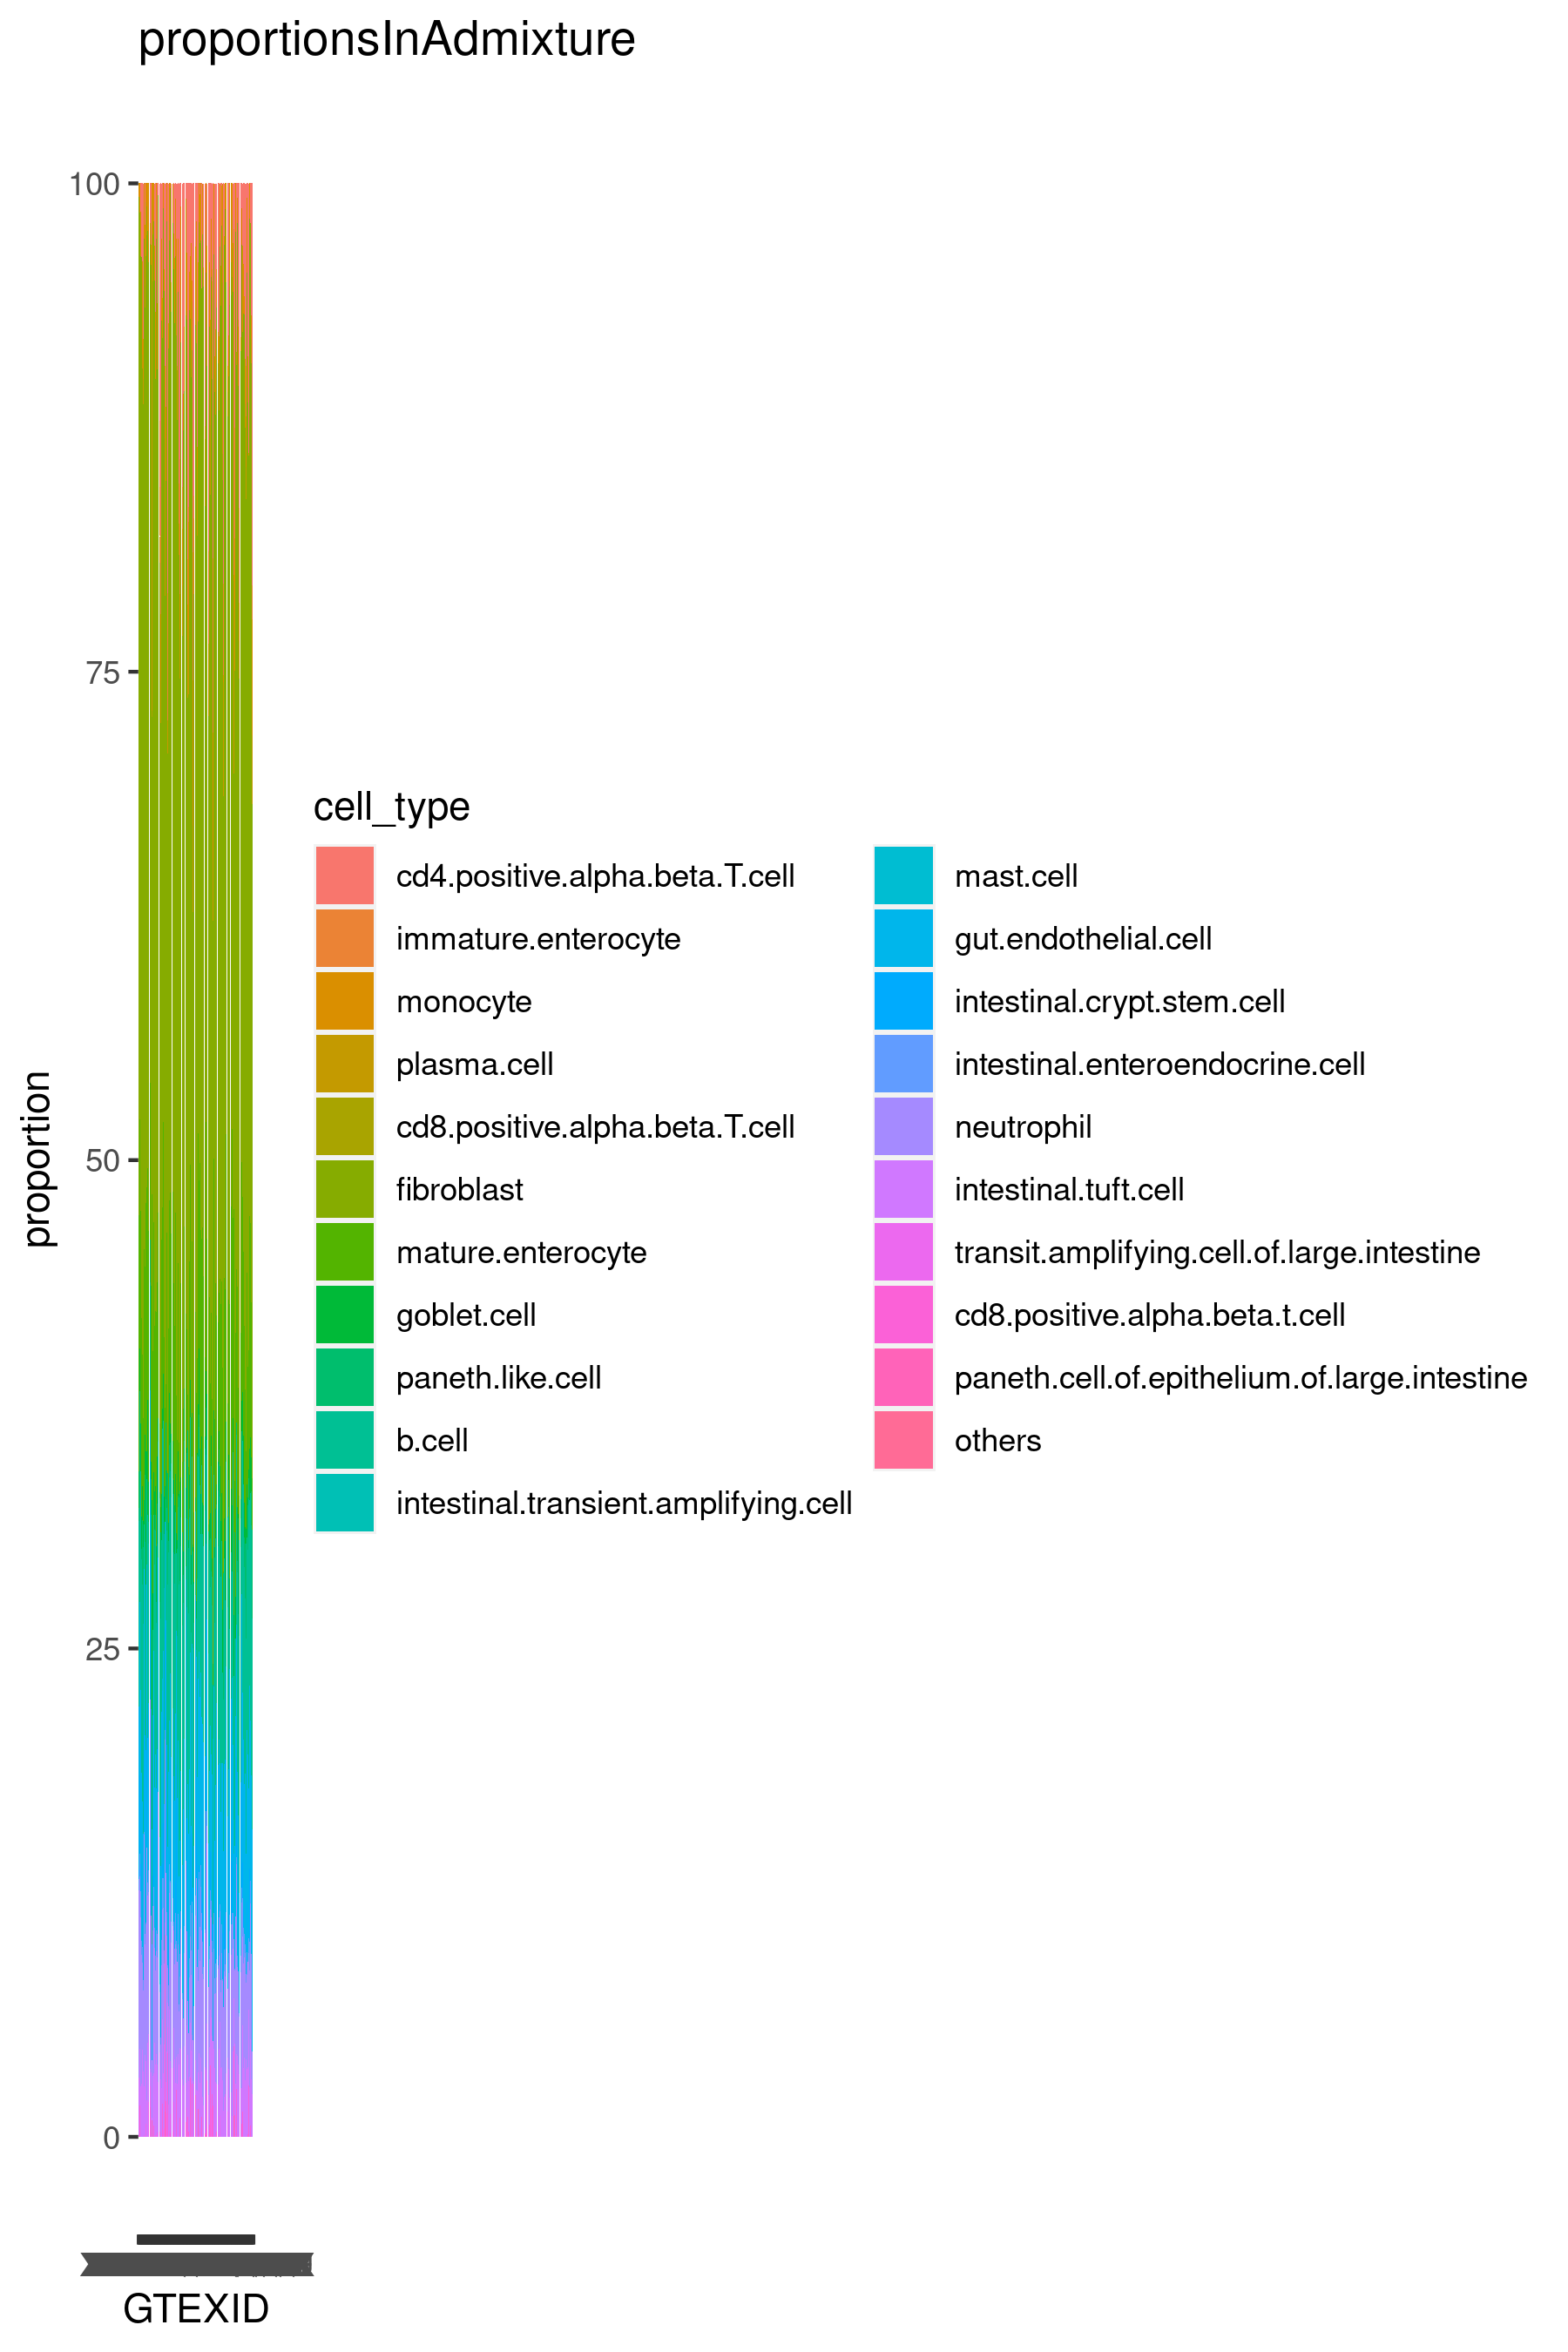 proportionsInAdmixture
100
75
50
25
0
proportion
cell_type
cd4.positive.alpha.beta.T.cell
immature.enterocyte
monocyte
plasma.cell
cd8.positive.alpha.beta.T.cell
fibroblast
mature.enterocyte
goblet.cell
paneth.like.cell
b.cell
intestinal.transient.amplifying.cell
mast.cell
gut.endothelial.cell
intestinal.crypt.stem.cell
intestinal.enteroendocrine.cell
neutrophil
intestinal.tuft.cell
transit.amplifying.cell.of.large.intestine
cd8.positive.alpha.beta.t.cell
paneth.cell.of.epithelium.of.large.intestine
others
GTEXID